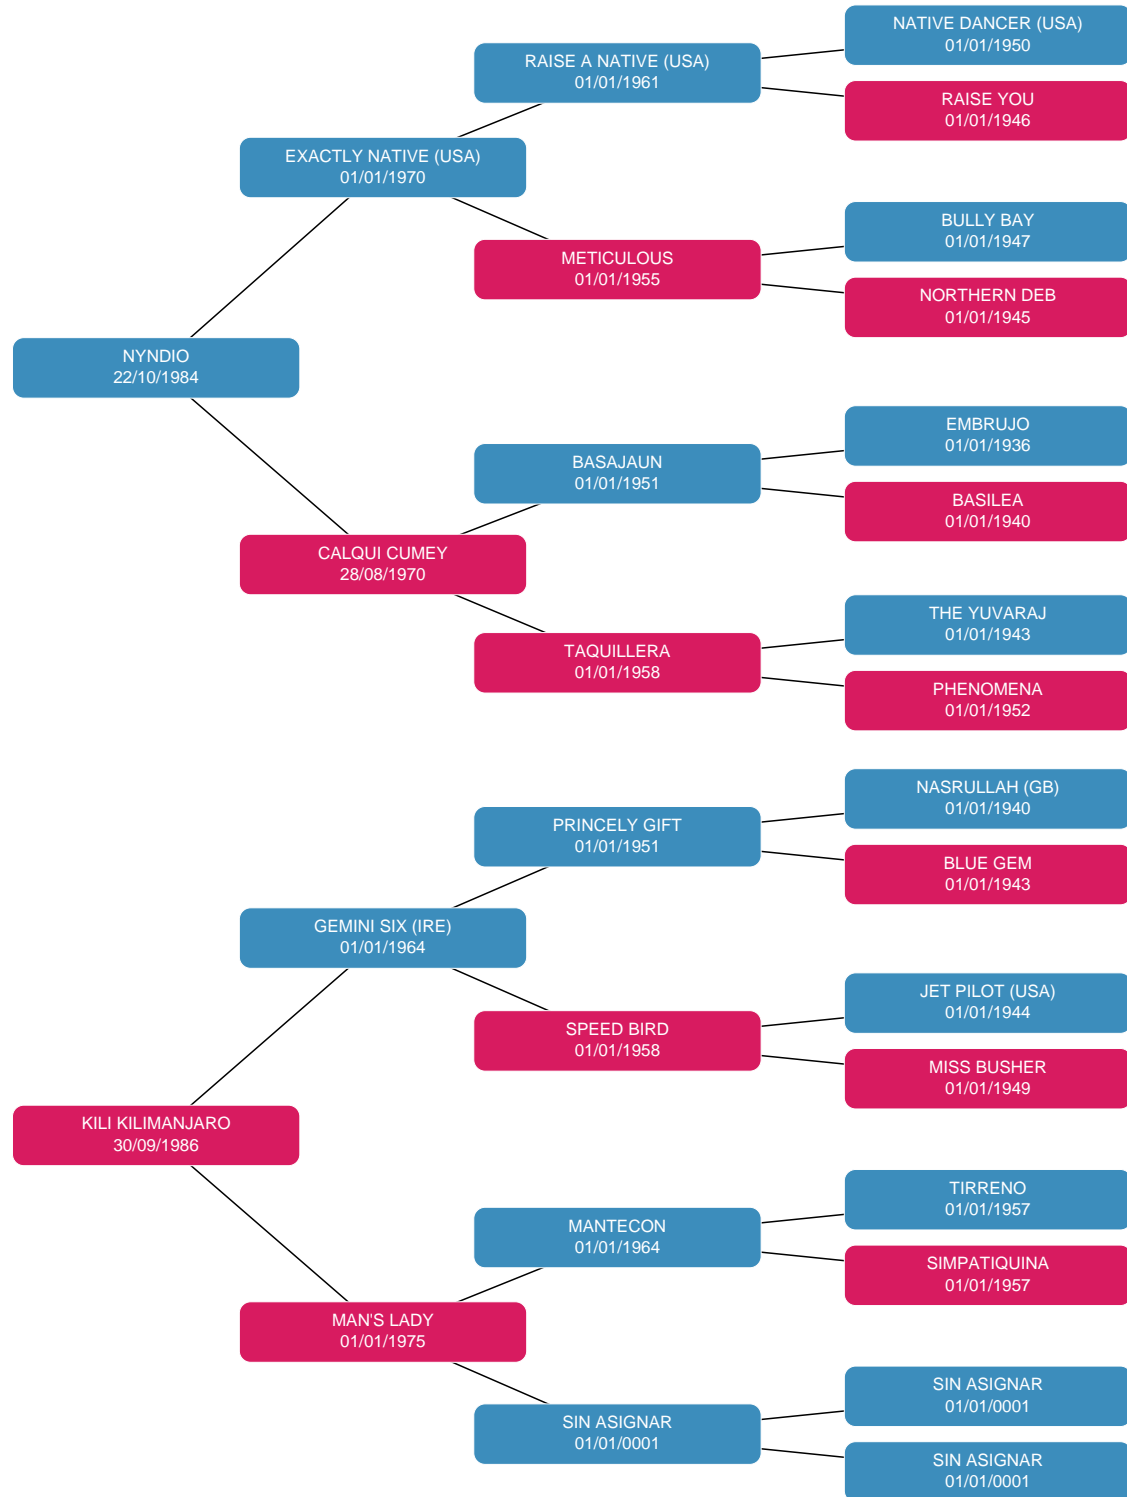 NATIVE DANCER (USA)
01/01/1950
RAISE A NATIVE (USA)
01/01/1961
RAISE YOU
01/01/1946
EXACTLY NATIVE (USA)
01/01/1970
BULLY BAY
01/01/1947
METICULOUS
01/01/1955
NORTHERN DEB
01/01/1945
NYNDIO
22/10/1984
EMBRUJO
01/01/1936
BASAJAUN
01/01/1951
BASILEA
01/01/1940
CALQUI CUMEY
28/08/1970
THE YUVARAJ
01/01/1943
TAQUILLERA
01/01/1958
PHENOMENA
01/01/1952
NASRULLAH (GB)
01/01/1940
PRINCELY GIFT
01/01/1951
BLUE GEM
01/01/1943
GEMINI SIX (IRE)
01/01/1964
JET PILOT (USA)
01/01/1944
SPEED BIRD
01/01/1958
MISS BUSHER
01/01/1949
KILI KILIMANJARO
30/09/1986
TIRRENO
01/01/1957
MANTECON
01/01/1964
SIMPATIQUINA
01/01/1957
MAN'S LADY
01/01/1975
SIN ASIGNAR
01/01/0001
SIN ASIGNAR
01/01/0001
SIN ASIGNAR
01/01/0001